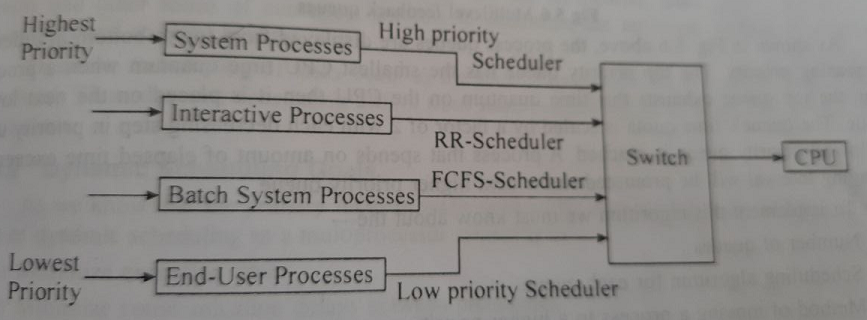 Highest
Priority
System Processes
High priority
Scheduler
Interactive Processes
RR-Scheduler
Switch
CPU
Batch System Processes
FCFS-Scheduler
Lowest
Priority
End-User Processes
Low priority Scheduler